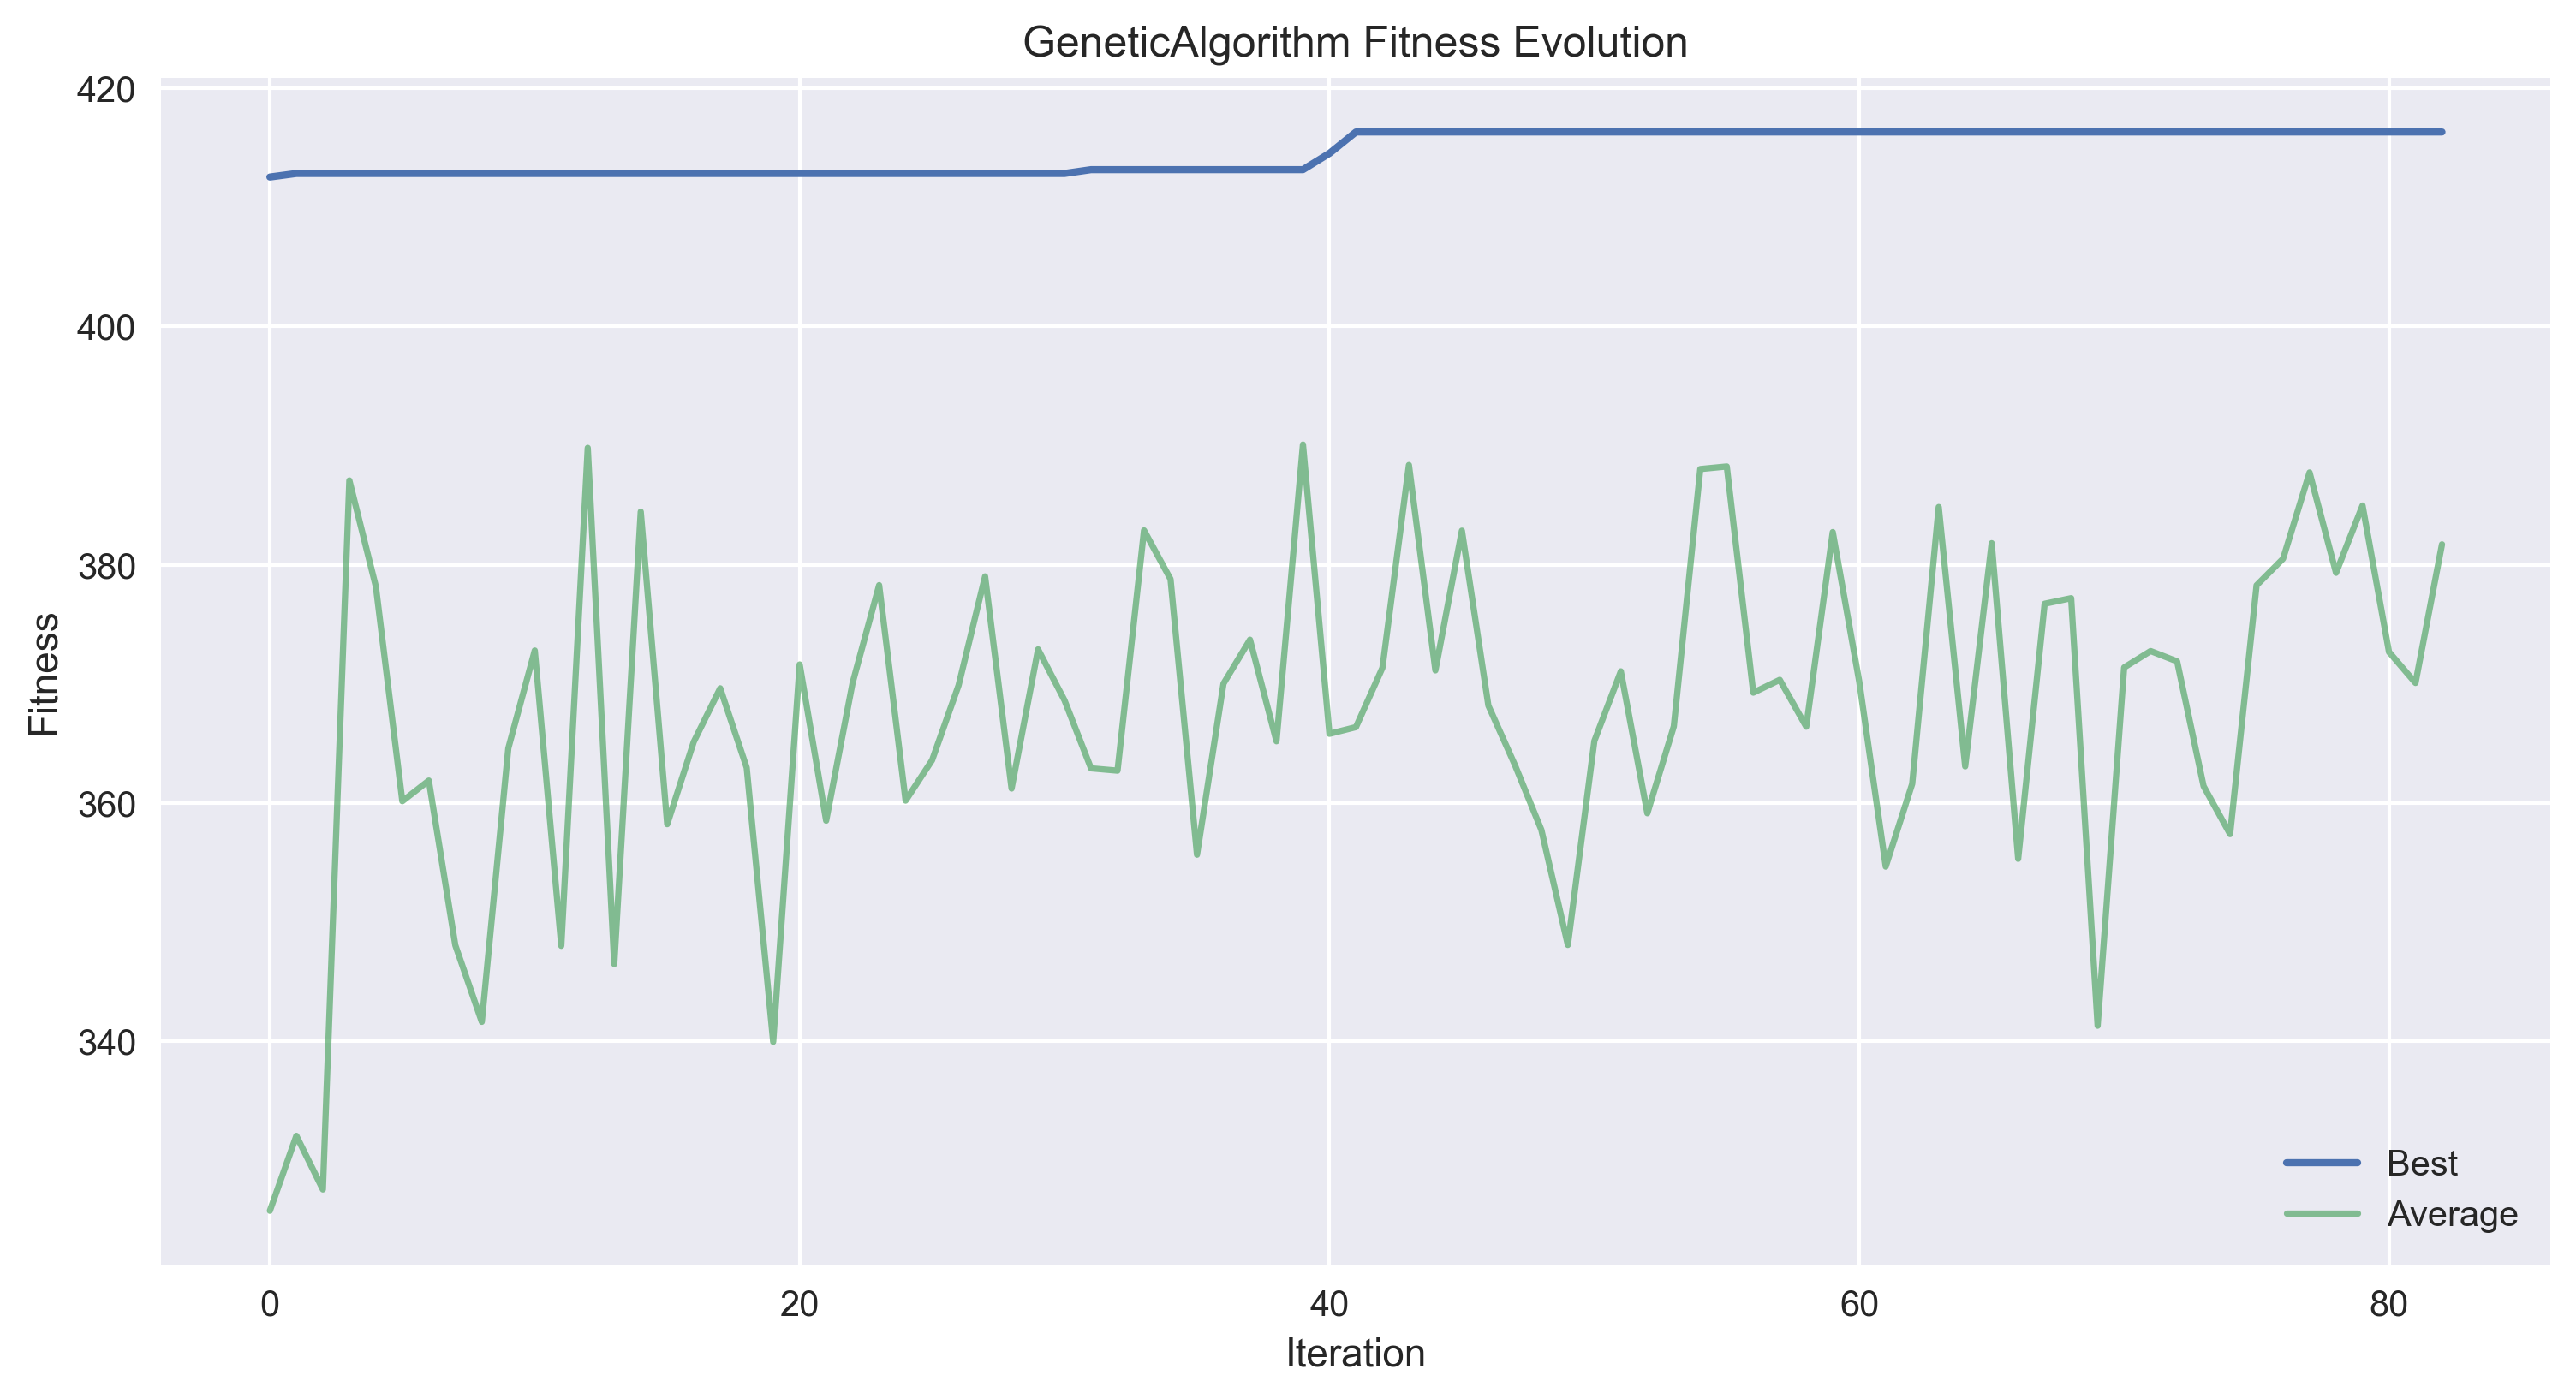 GeneticAlgorithm Fitness Evolution
420
400
380
360
340
Fitness
0 20 40 60 80
Iteration
Best
Average